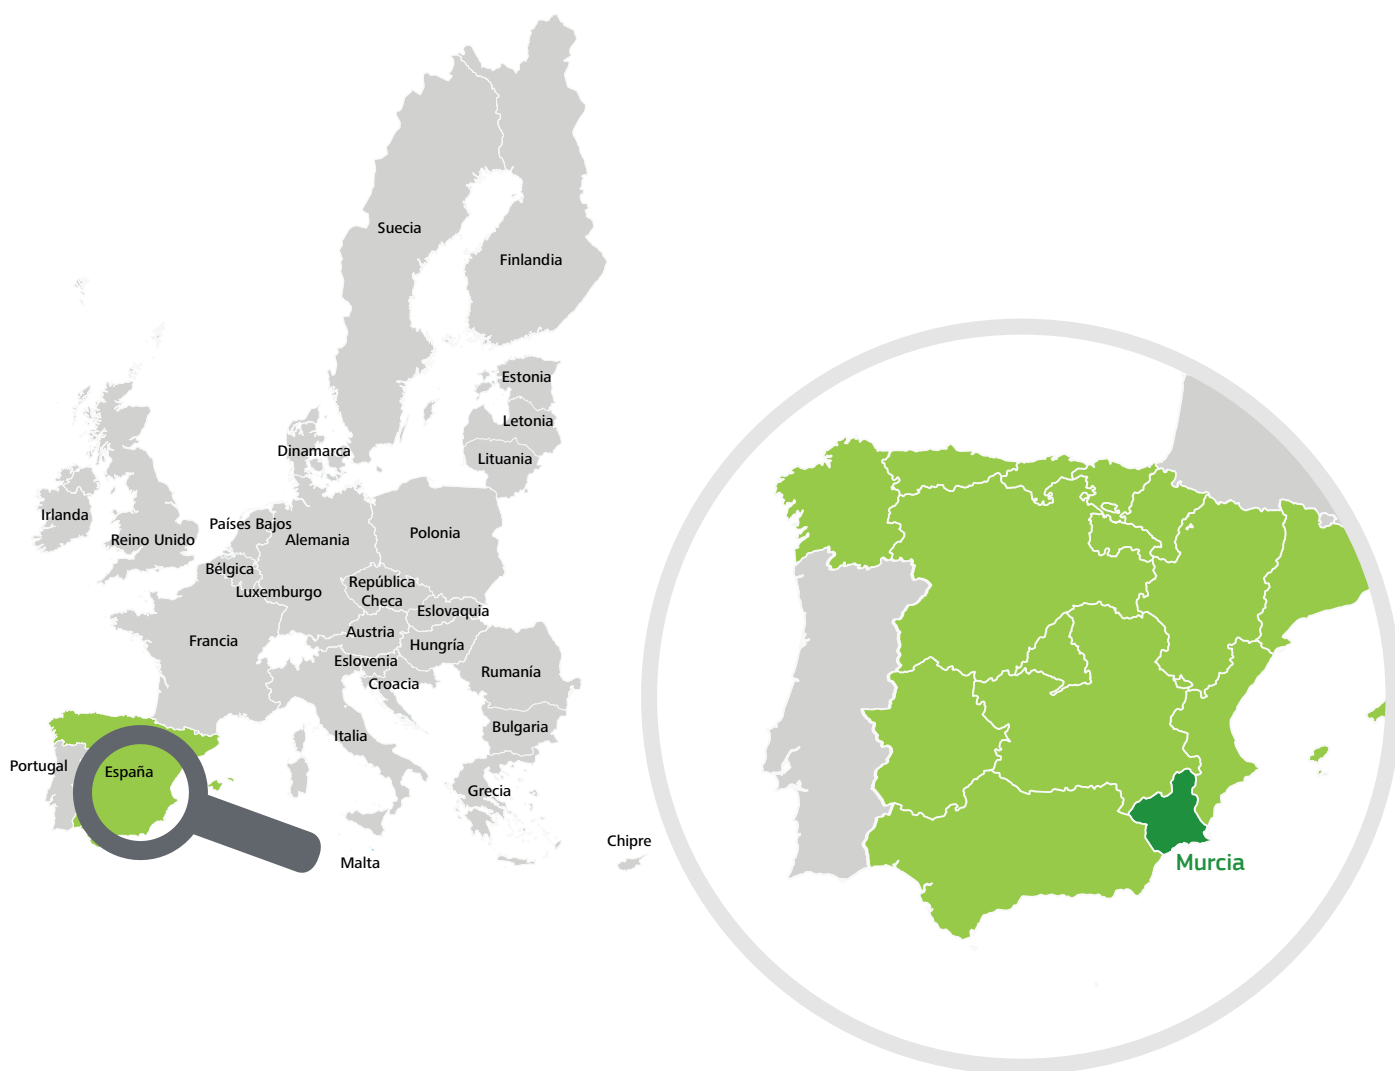 Suecia
Finlandia
Estonia
Letonia
Dinamarca
Lituania
Irlanda
Países Bajos
Reino Unido
Alemania
Polonia
Bélgica
República
Checa
Luxemburgo
Eslovaquia
Austria
Francia
Hungría
Eslovenia
Rumanía
Croacia
Bulgaria
Italia
Portugal
España
Grecia
Chipre
Malta
Murcia